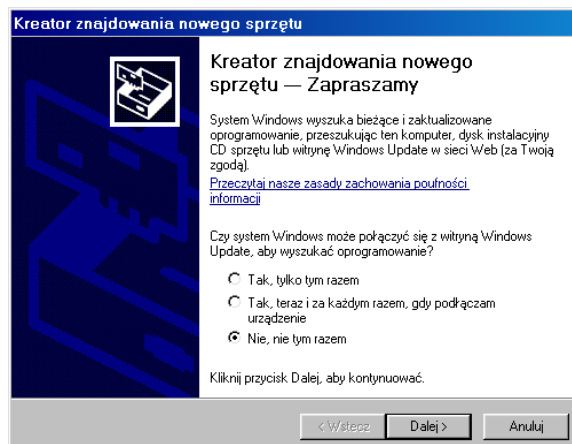 Kreator znajdowania nowego sprzętu
Kreator znajdowania nowego
sprzętu — Zapraszamy
System Windows wyszuka bieżące i zaktualizowane
oprogramowanie, przeszukując ten komputer, dysk instalacyjny
CD sprzętu lub witrynę Windows Update w sieci Web (za Twoją
zgodą).
Przeczytaj nasze zasady zachowania poufności
informacji
Czy system Windows może połączyć się z witryną Windows
Update, aby wyszukać oprogramowanie?
Tak, tylko tym razem
Tak, teraz i za każdym razem, gdy podłączam
urządzenie
Nie, nie tym razem
Kliknij przycisk Dalej, aby kontynuować.
< Wstecz Dalej > Anuluj